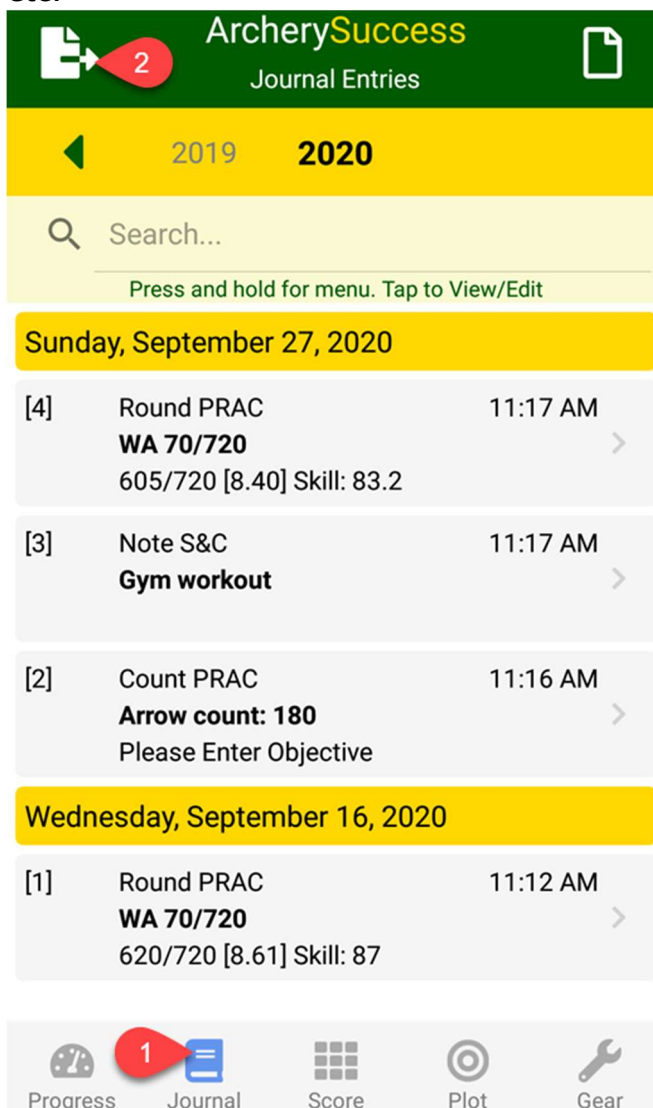 2
ArcherySuccess
Journal Entries
2019 2020
Search...
Press and hold for menu. Tap to View/Edit
Sunday, September 27, 2020
[4] Round PRAC 11:17 AM
WA 70/720
605/720 [8.40] Skill: 83.2
[3] Note S&C 11:17 AM
Gym workout
[2] Count PRAC 11:16 AM
Arrow count: 180
Please Enter Objective
Wednesday, September 16, 2020
[1] Round PRAC 11:12 AM
WA 70/720
620/720 [8.61] Skill: 87
1
Progress Journal Score Plot Gear